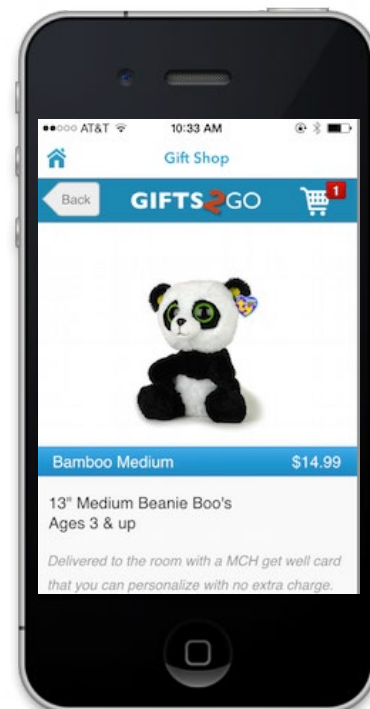 AT&T 10:33 AM
Gift Shop
Back GIFTS2GO 1
Bamboo Medium $14.99
13" Medium Beanie Boo's
Ages 3 & up
Delivered to the room with a MCH get well card
that you can personalize with no extra charge.